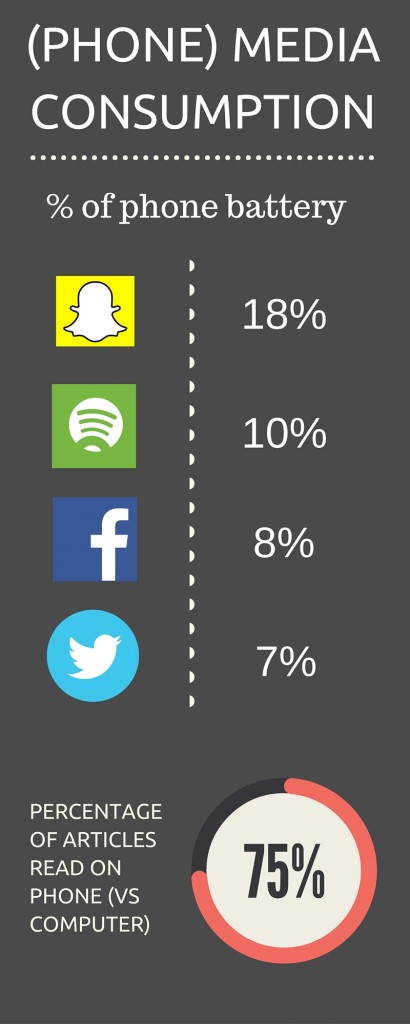 (PHONE) MEDIA
CONSUMPTION
% of phone battery
18%
10%
8%
7%
PERCENTAGE
OF ARTICLES
READ ON
PHONE (VS
COMPUTER)
75%